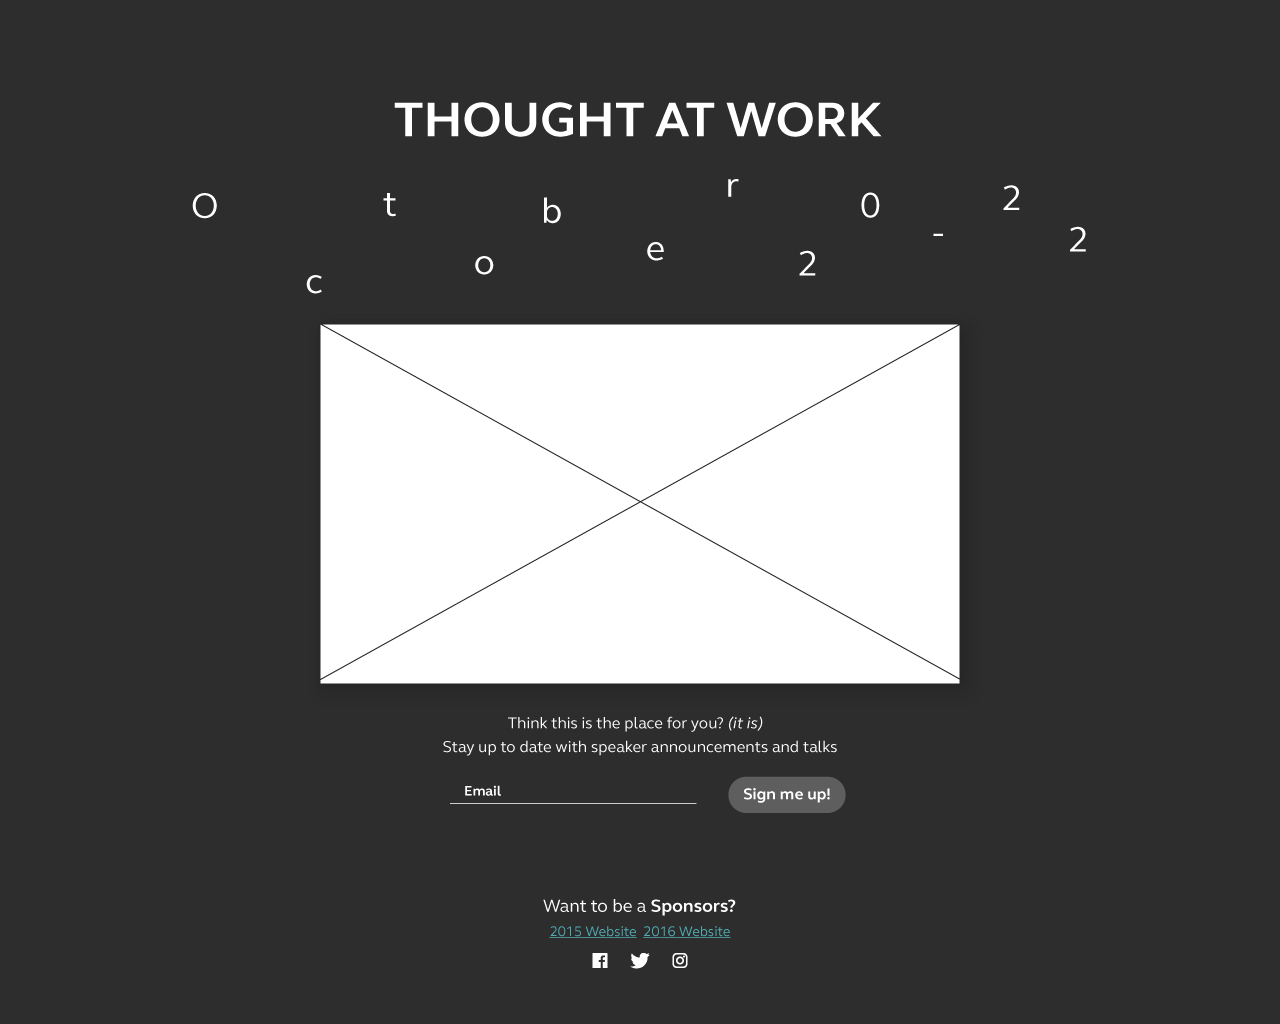 THOUGHT AT WORK
October 20-22
Think this is the place for you? (it is)
Stay up to date with speaker announcements and talks
Email
Sign me up!
Want to be a Sponsors?
2015 Website 2016 Website